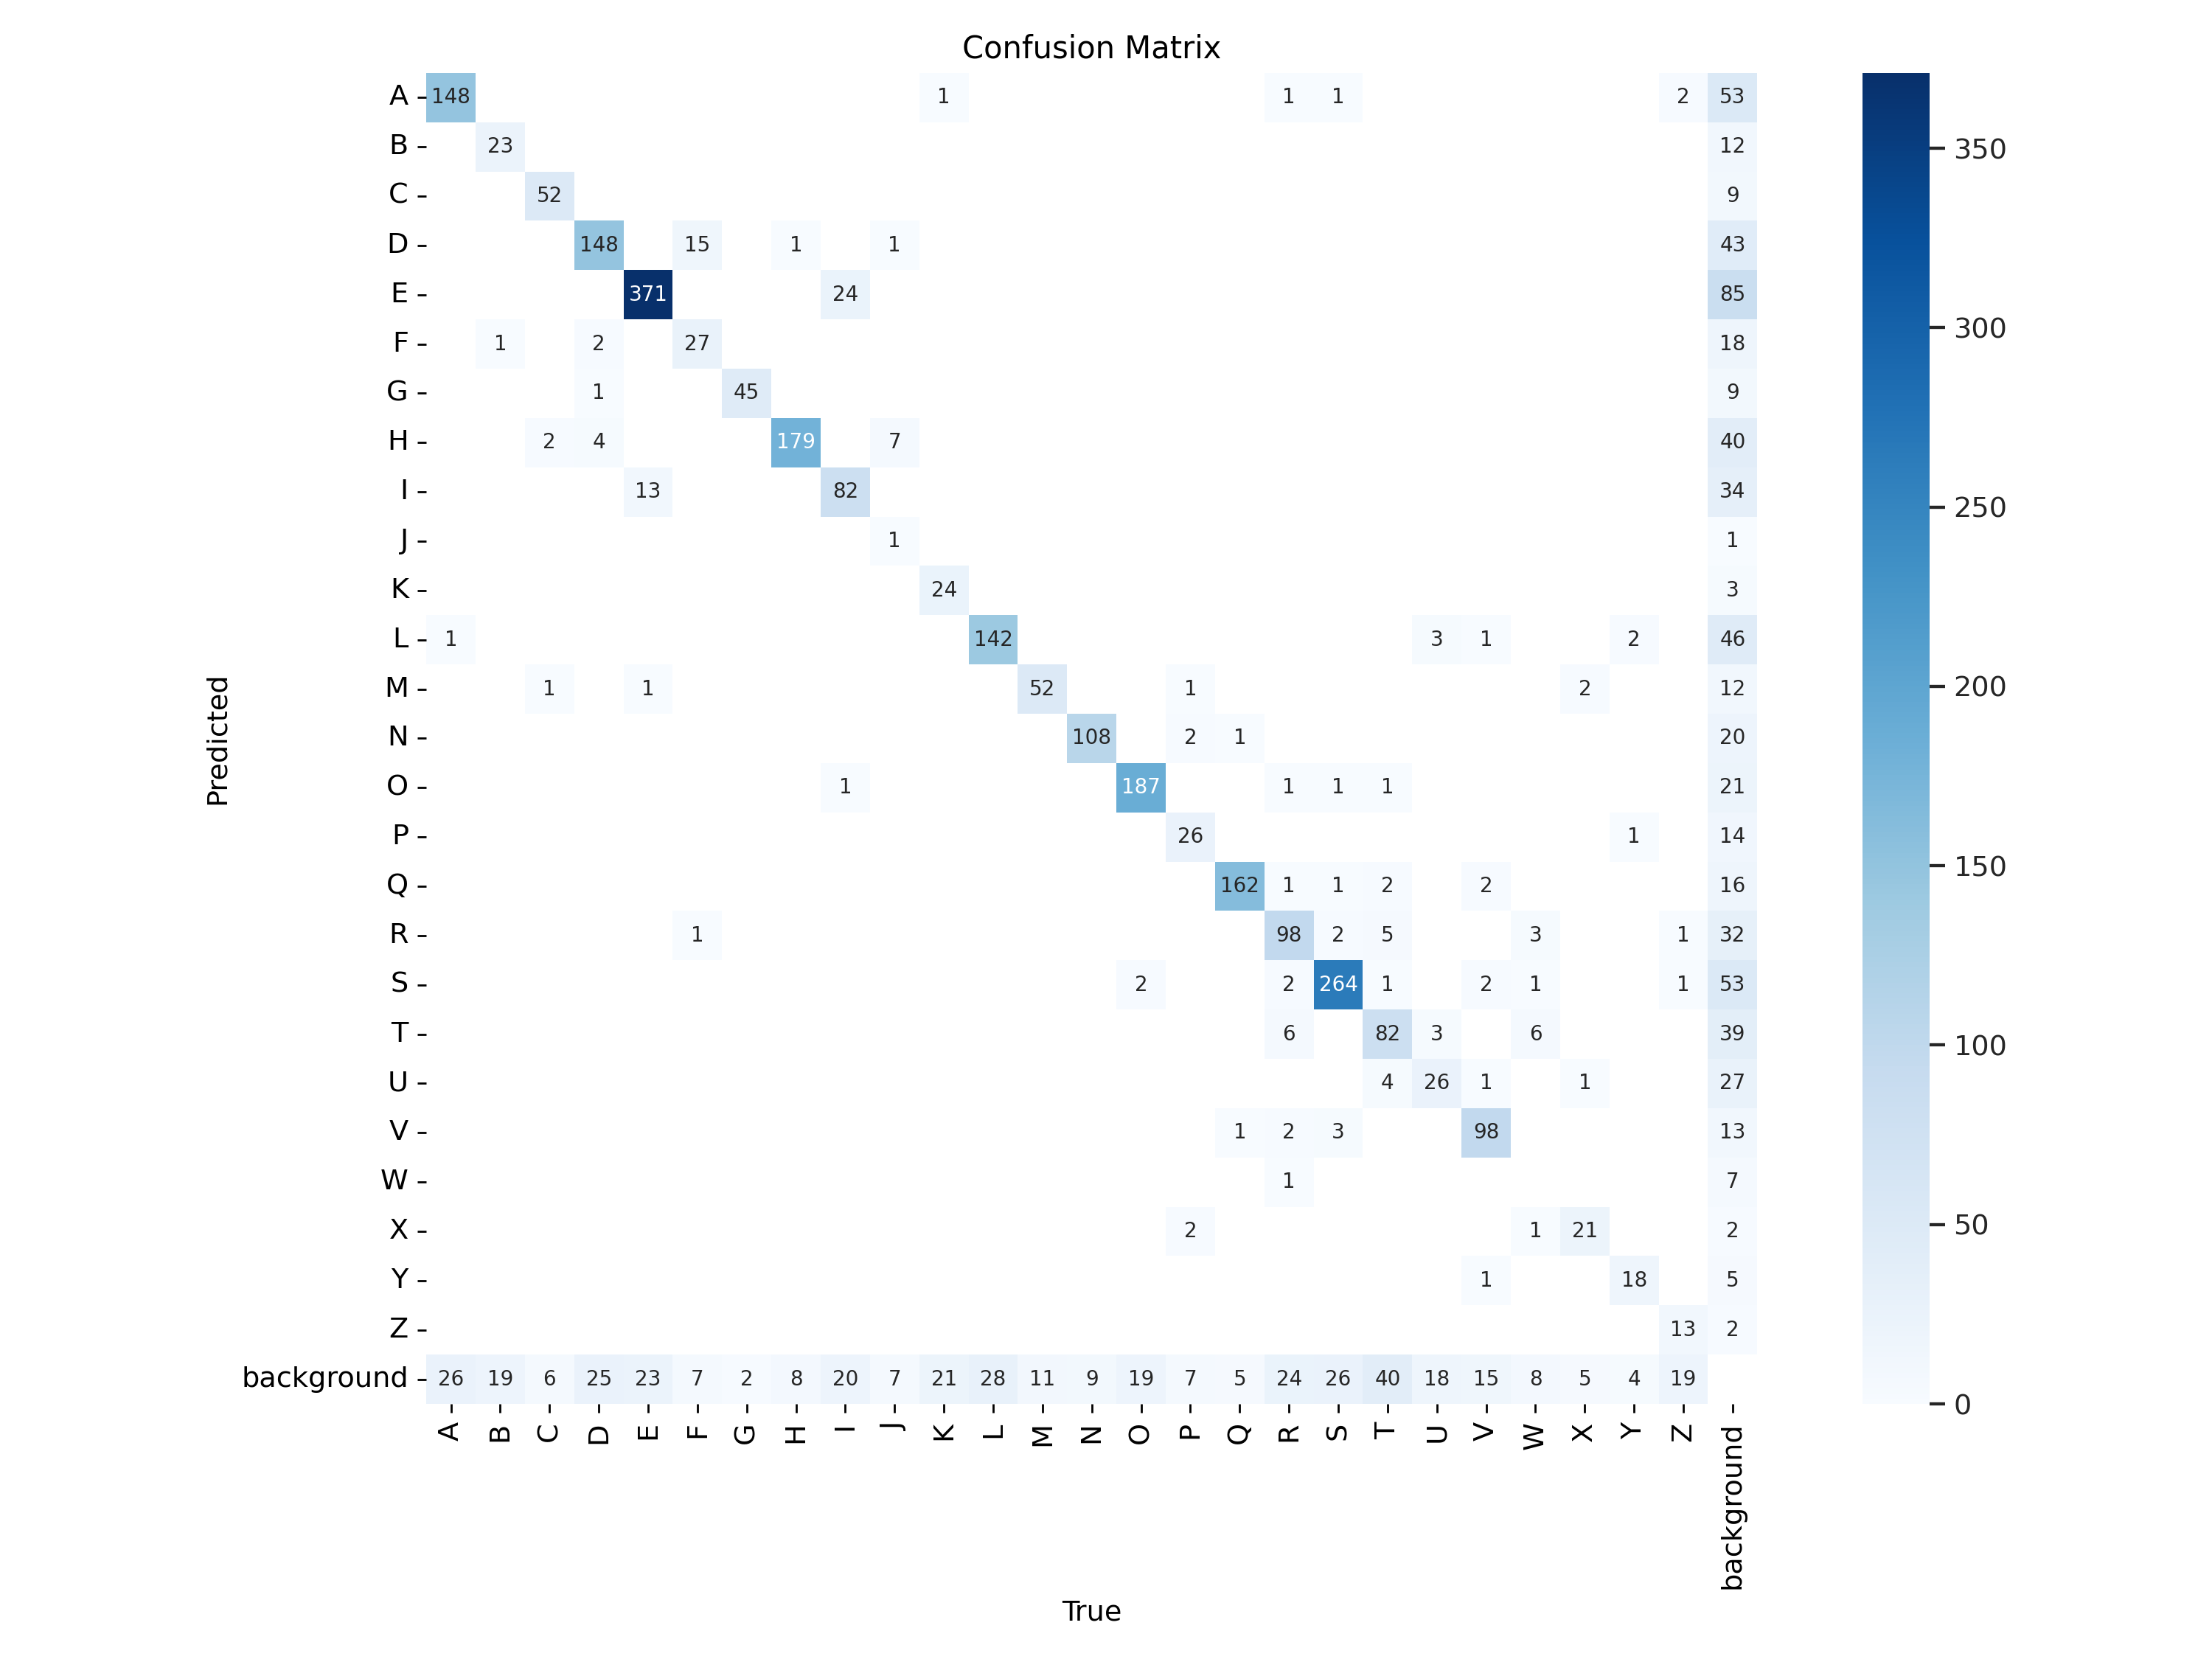 Confusion Matrix
A 148 1 1 1 2 53
B 23 12
C 52 9
D 148 15 1 1 43
E 371 24 85
F 1 2 27 18
G 1 45 9
H 2 4 179 7 40
I 13 82 34
J 1 1
K 24 3
L 1 142 3 1 2 46
M 1 1 52 1 2 12
N 108 2 1 20
O 1 187 1 1 1 21
P 26 1 14
Q 162 1 1 2 2 16
R 1 98 2 5 3 1 32
S 2 2 264 1 2 1 1 53
T 6 82 3 6 39
U 4 26 1 1 27
V 1 2 3 98 13
W 1 7
X 2 1 21 2
Y 1 18 5
Z 13 2
background 26 19 6 25 23 7 2 8 20 7 21 28 11 9 19 7 5 24 26 40 18 15 8 5 4 19
A B C D E F G H I J K L M N O P Q R S T U V W X Y Z background
True
Predicted
350
300
250
200
150
100
50
0